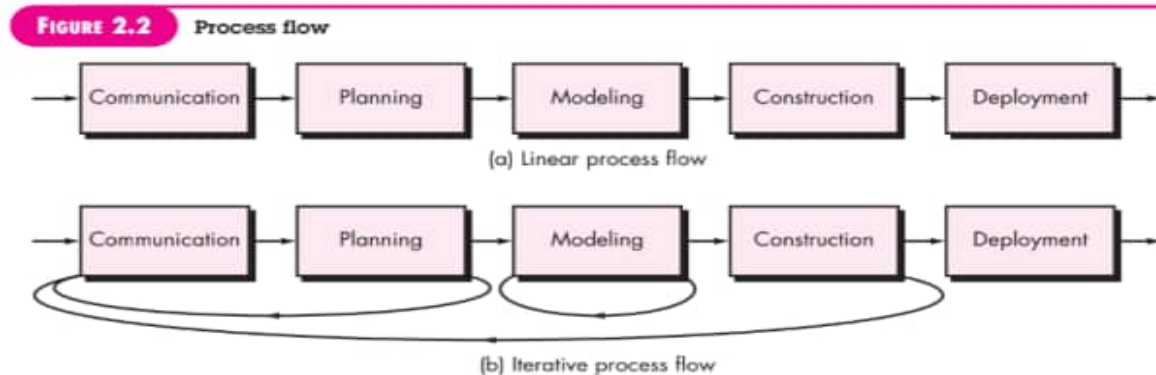 FIGURE 2.2 Process flow
Communication Planning Modeling Construction Deployment
(a) Linear process flow
Communication Planning Modeling Construction Deployment
(b) Iterative process flow